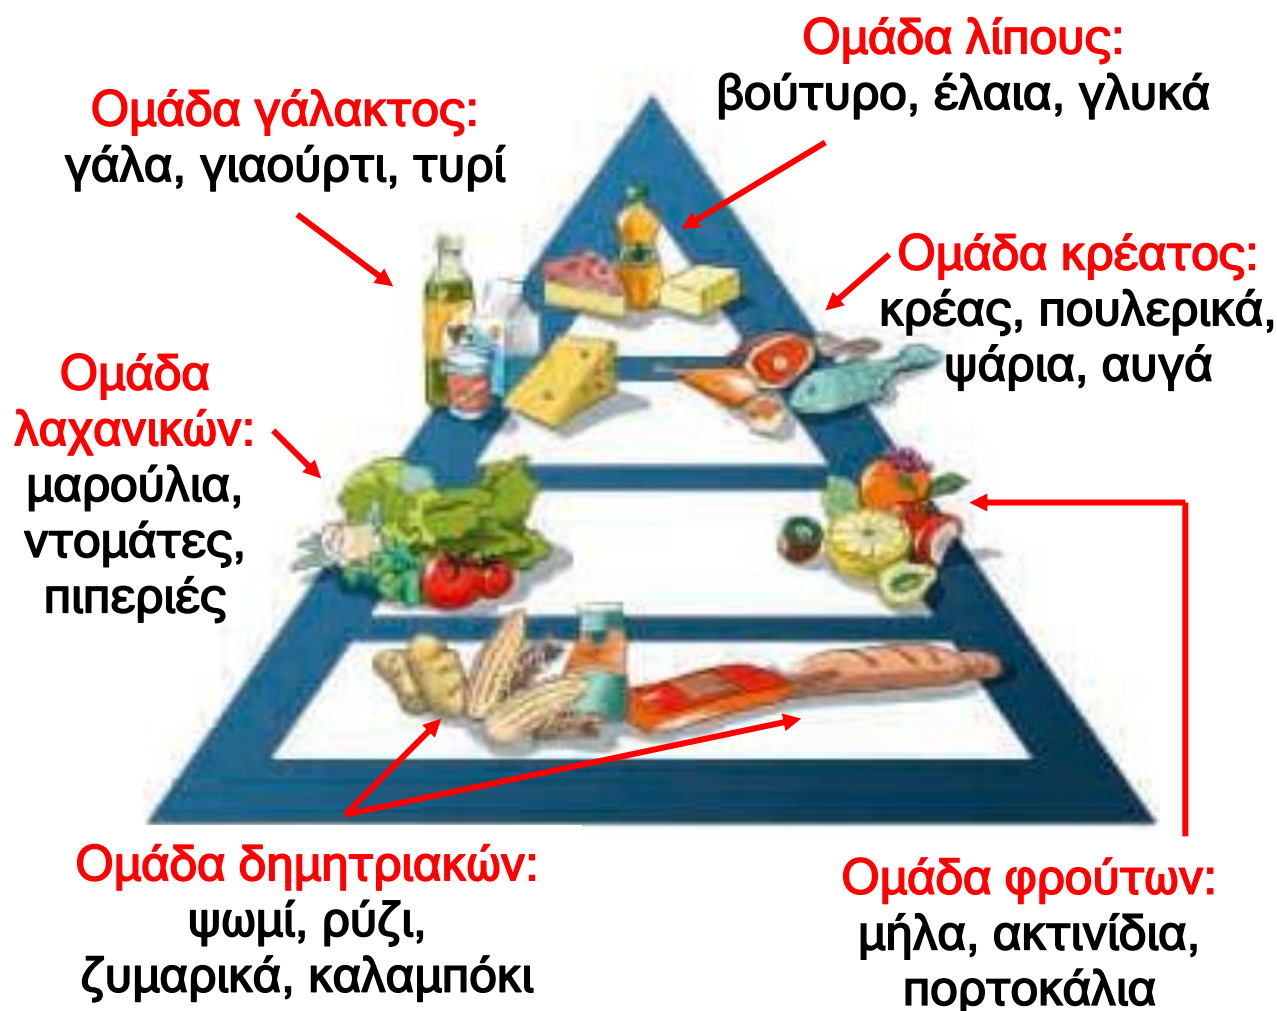 Ομάδα λίπους:
βούτυρο, έλαια, γλυκά
Ομάδα γάλακτος:
γάλα, γιαούρτι, τυρί
Ομάδα κρέατος:
κρέας, πουλερικά,
ψάρια, αυγά
Ομάδα
λαχανικών:
μαρούλια,
ντομάτες,
πιπεριές
Ομάδα δημητριακών:
ψωμί, ρύζι,
ζυμαρικά, καλαμπόκι
Ομάδα φρούτων:
μήλα, ακτινίδια,
πορτοκάλια